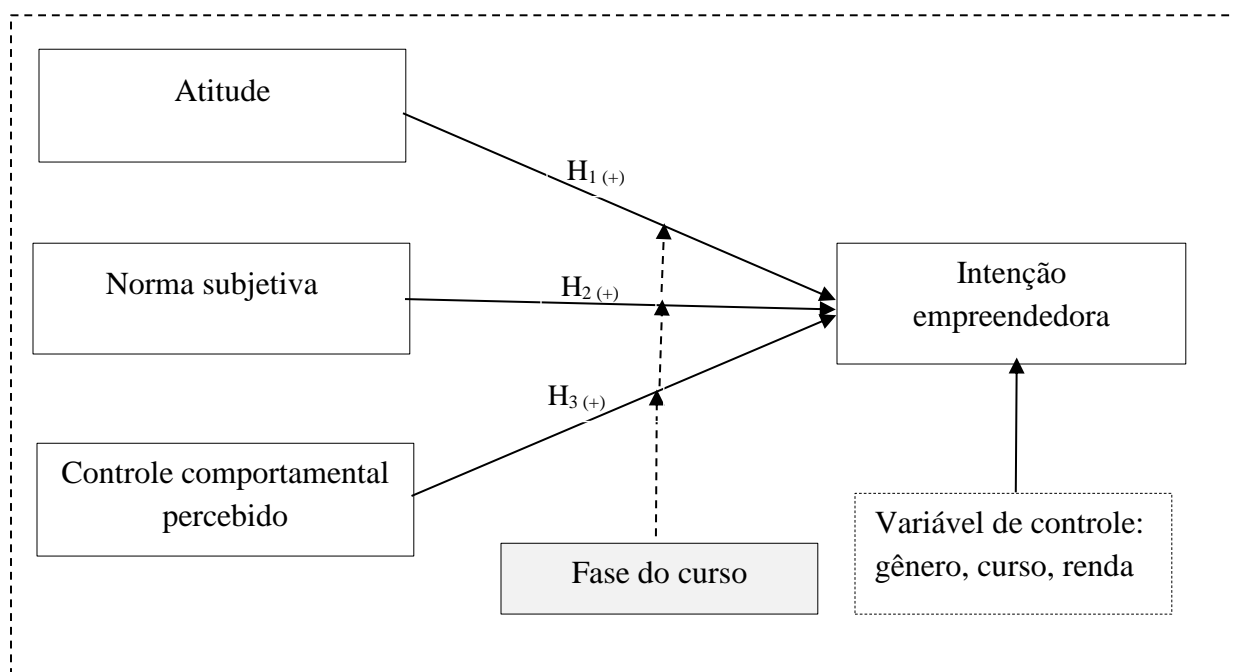 Atitude
H1 (+)
Norma subjetiva
H2 (+)
Intenção
empreendedora
H3 (+)
Controle comportamental
percebido
Fase do curso
Variável de controle:
gênero, curso, renda